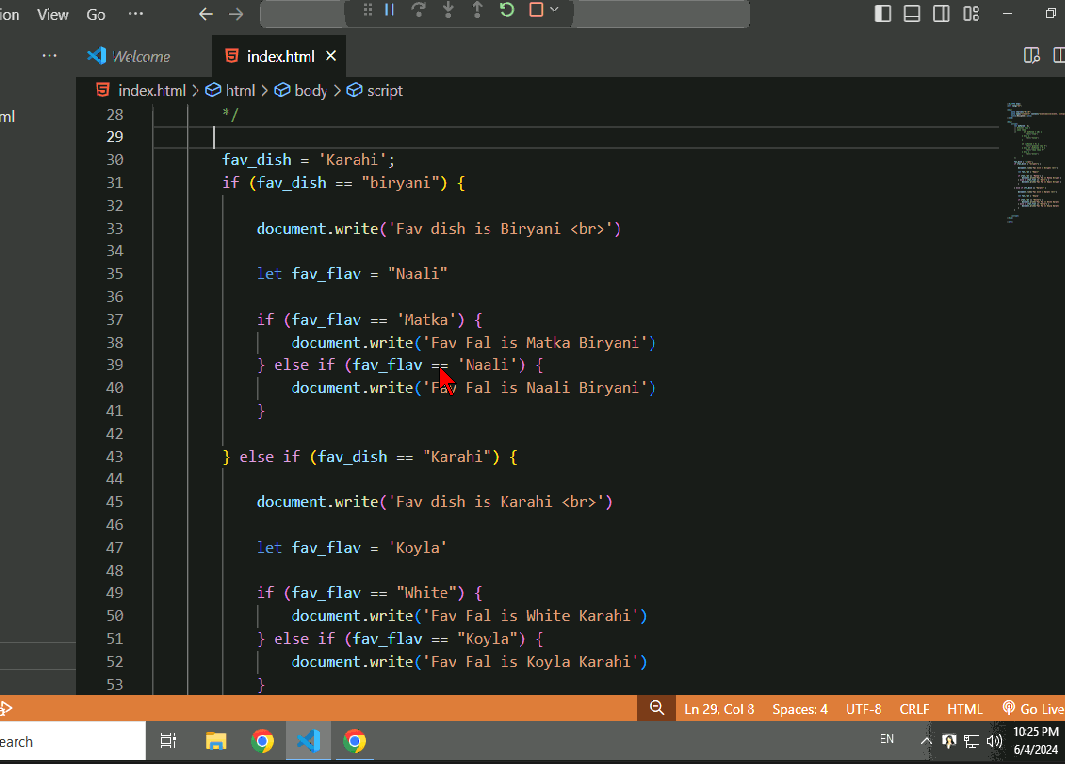 ion View Go ···
··· Welcome index.html ×
index.html > html > body > script
ml
28 */
29
30 fav_dish = 'Karahi';
31 if (fav_dish == "biryani") {
32
33 document.write('Fav dish is Biryani <br>')
34
35 let fav_flav = "Naali"
36
37 if (fav_flav == 'Matka') {
38 document.write('Fav Fal is Matka Biryani')
39 } else if (fav_flav == 'Naali') {
40 document.write('Fav Fal is Naali Biryani')
41 }
42
43 } else if (fav_dish == "Karahi") {
44
45 document.write('Fav dish is Karahi <br>')
46
47 let fav_flav = 'Koyla'
48
49 if (fav_flav == "White") {
50 document.write('Fav Fal is White Karahi')
51 } else if (fav_flav == "Koyla") {
52 document.write('Fav Fal is Koyla Karahi')
53 }
Ln 29, Col 8 Spaces: 4 UTF-8 CRLF HTML Go Live
earch
EN
10:25 PM
6/4/2024